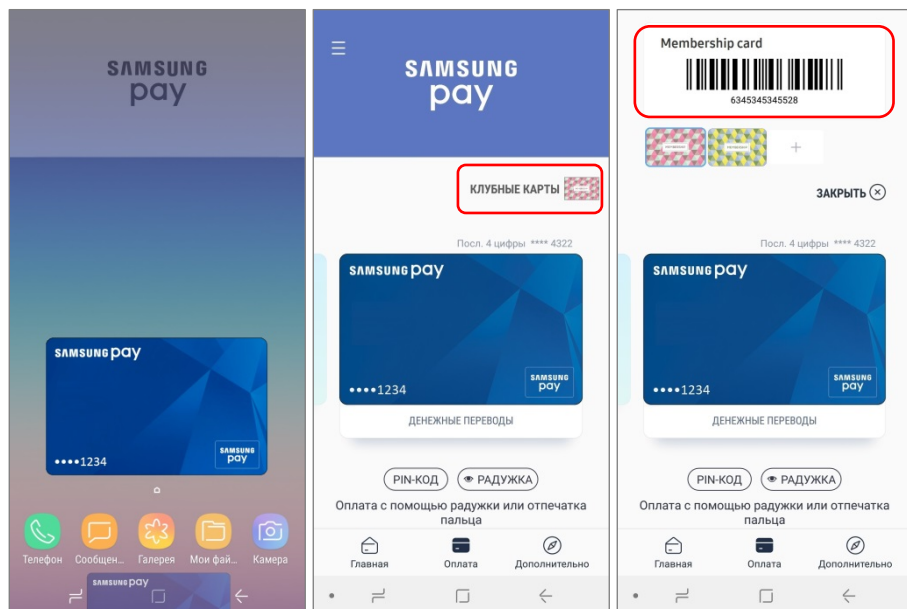 SAMSUNG
pay
SAMSUNG pay
••••1234
SAMSUNG
pay
Телефон Сообщен... Галерея Мои фай... Камера
SAMSUNG pay
SAMSUNG
pay
КЛУБНЫЕ КАРТЫ
Посл. 4 цифры **** 4322
SAMSUNG pay
••••1234
SAMSUNG
pay
ДЕНЕЖНЫЕ ПЕРЕВОДЫ
PIN-КОД РАДУЖКА
Оплата с помощью радужки или отпечатка
пальца
Главная Оплата Дополнительно
Membership card
6345345345528
ЗАКРЫТЬ
Посл. 4 цифры **** 4322
SAMSUNG pay
••••1234
SAMSUNG
pay
ДЕНЕЖНЫЕ ПЕРЕВОДЫ
PIN-КОД РАДУЖКА
Оплата с помощью радужки или отпечатка
пальца
Главная Оплата Дополнительно